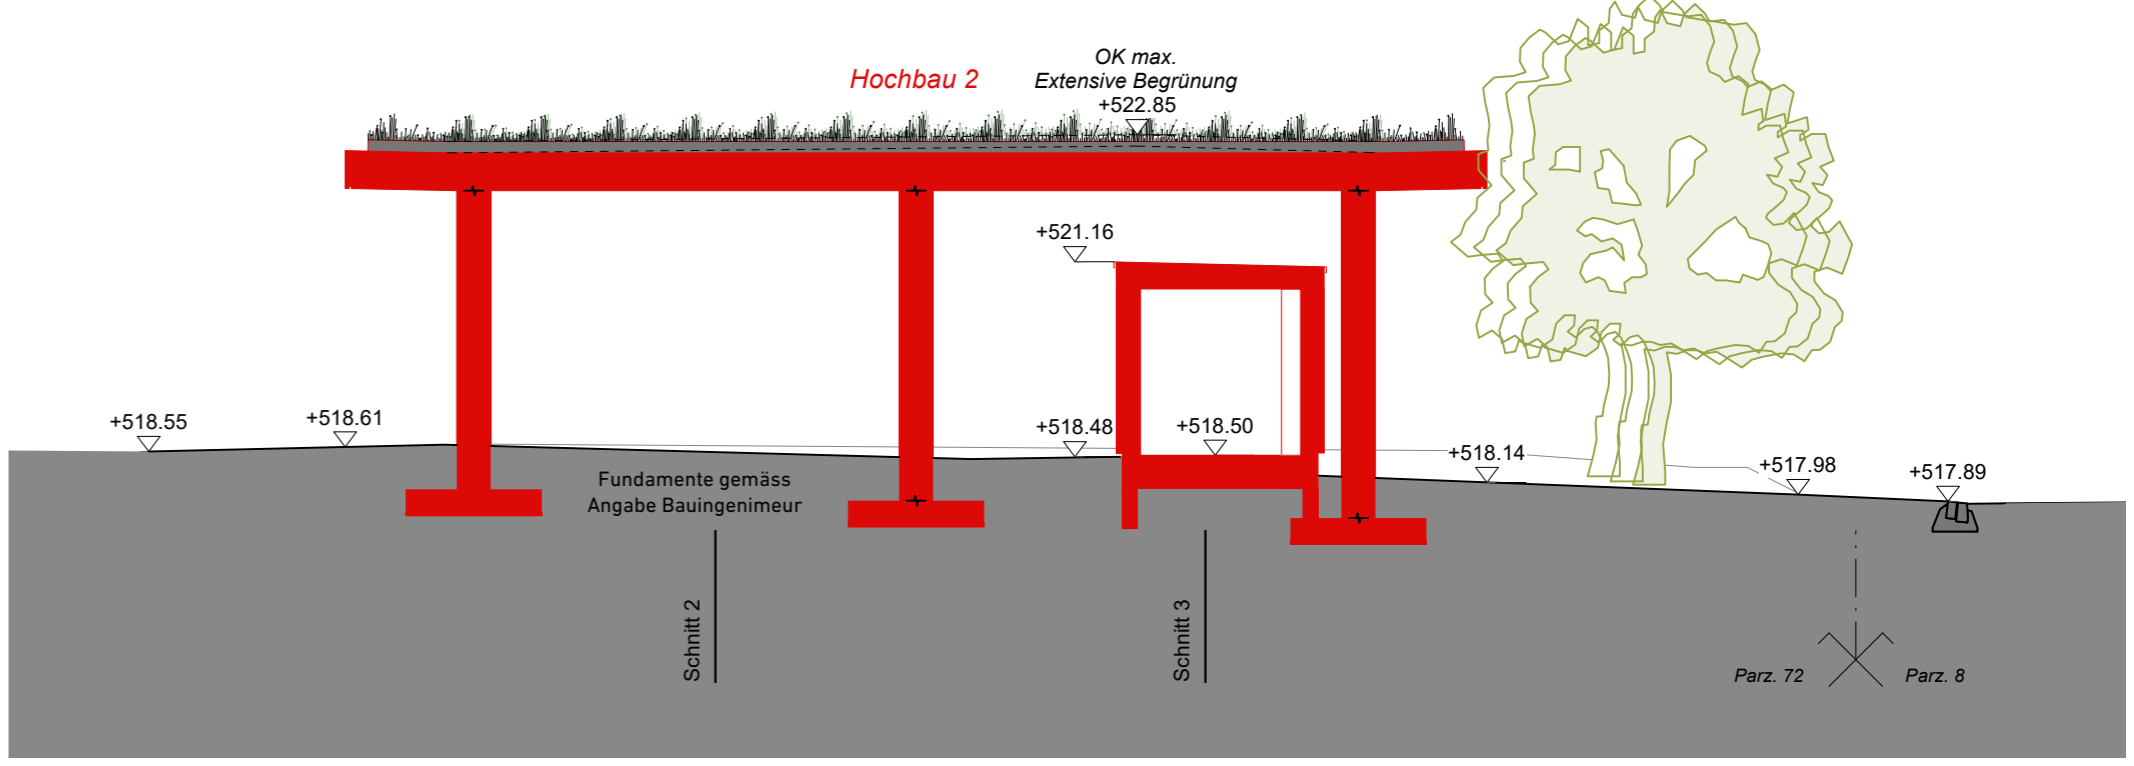 Hochbau 2
OK max.
Extensive Begrünung
+522.85
+521.16
+518.55
+518.61
+518.48
+518.50
+518.14
+517.98
+517.89
Fundamente gemäss
Angabe Bauingenimeur
Schnitt 2
Schnitt 3
Parz. 72
Parz. 8